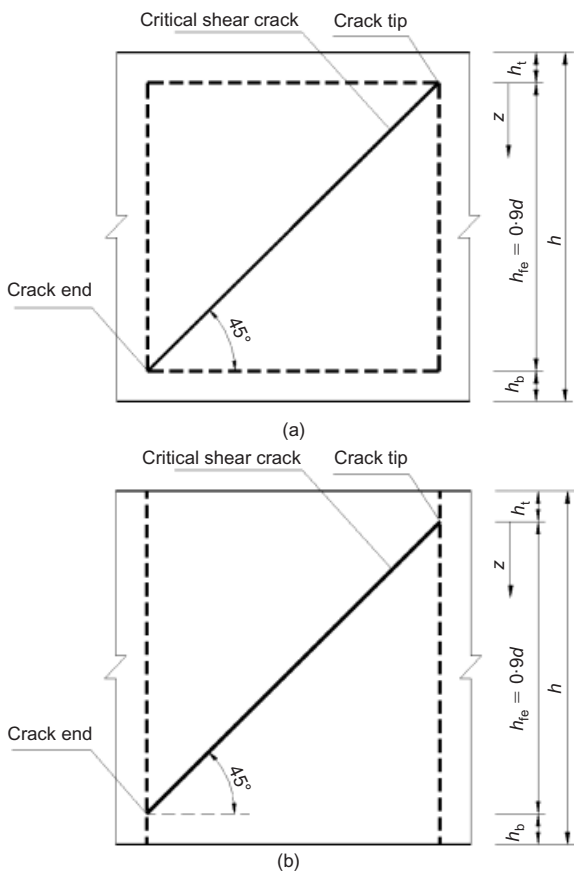 Critical shear crack
Crack tip
h_t
z
h_fe = 0·9d
h
Crack end
45°
h_b
(a)
Critical shear crack
Crack tip
h_t
z
h_fe = 0·9d
h
Crack end
45°
h_b
(b)